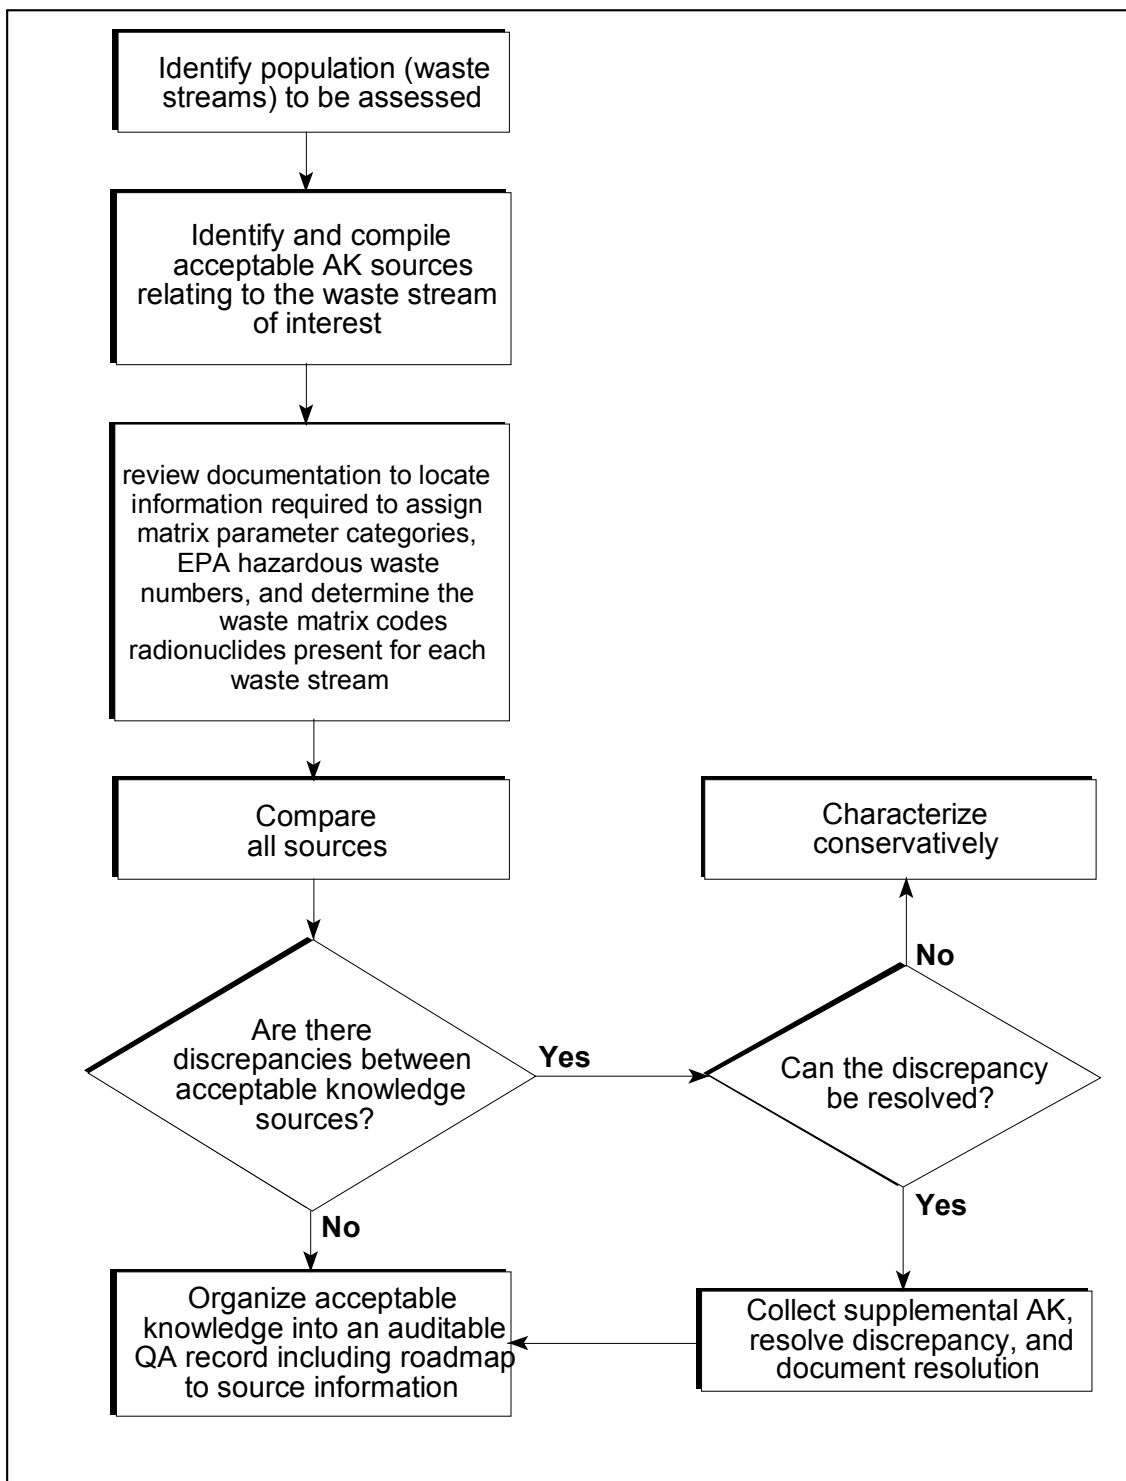 Identify population (waste
streams) to be assessed
Identify and compile
acceptable AK sources
relating to the waste stream
of interest
review documentation to locate
information required to assign
matrix parameter categories,
EPA hazardous waste
numbers, and determine the
waste matrix codes
radionuclides present for each
waste stream
Compare
all sources
Characterize
conservatively
No
Are there
discrepancies between
acceptable knowledge
sources?
Yes
Can the discrepancy
be resolved?
Yes
No
Organize acceptable
knowledge into an auditable
QA record including roadmap
to source information
Collect supplemental AK,
resolve discrepancy, and
document resolution